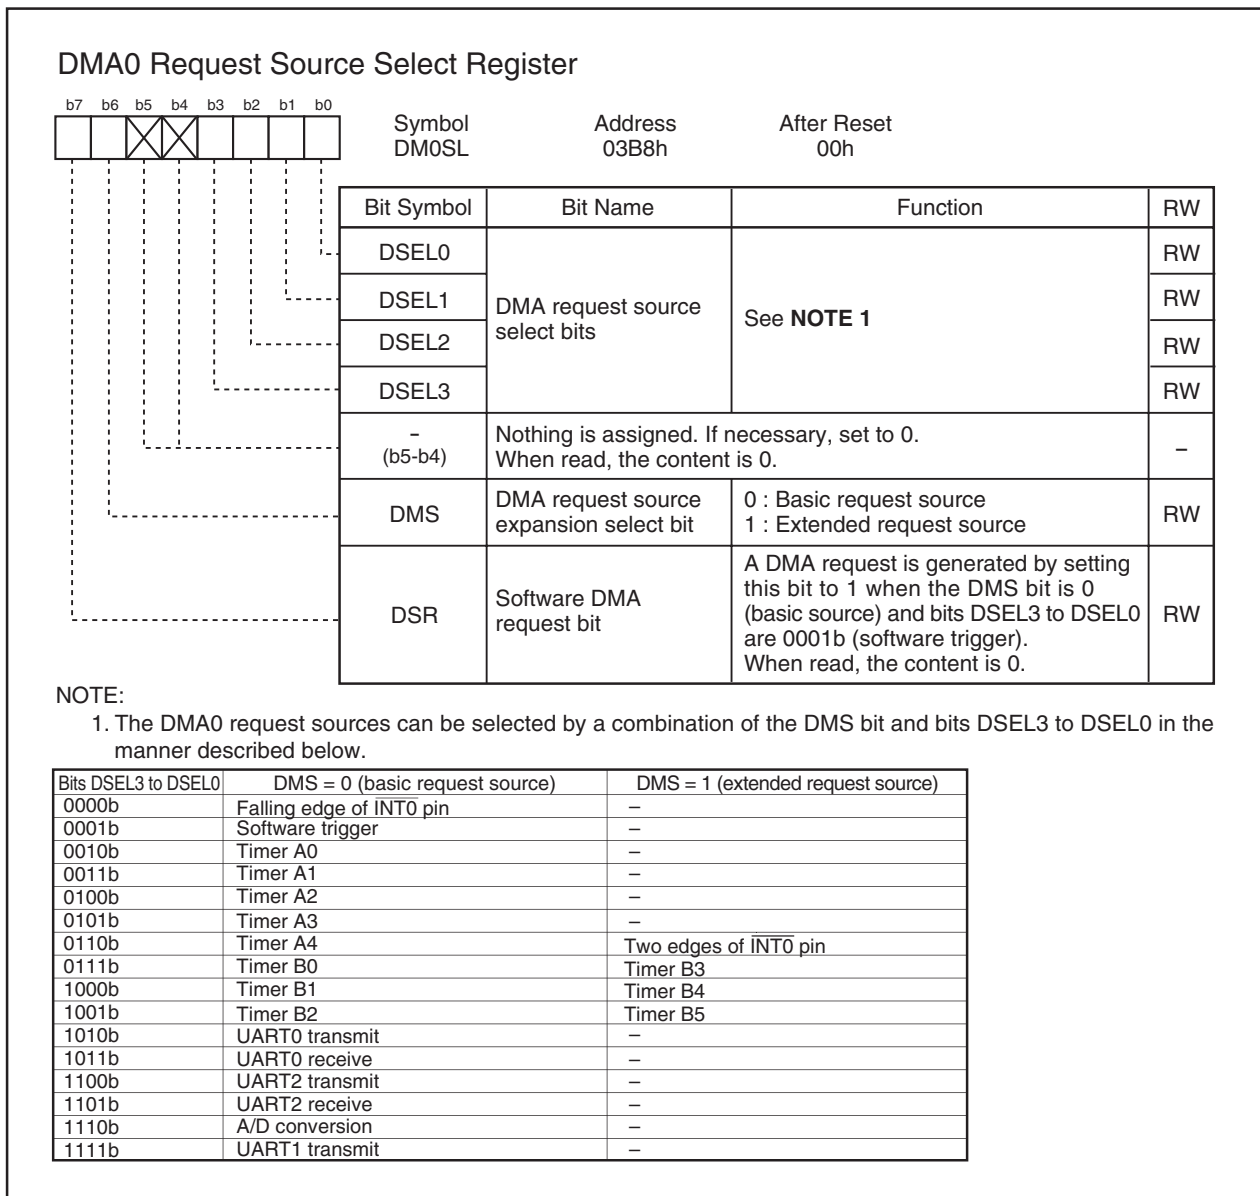 DMA0 Request Source Select Register
b7 b6 b5 b4 b3 b2 b1 b0
Symbol Address After Reset
DM0SL 03B8h 00h
Bit Symbol Bit Name Function RW
DSEL0 RW
DSEL1 RW
DMA request source
select bits
See NOTE 1
DSEL2 RW
DSEL3 RW
–
(b5-b4)
Nothing is assigned. If necessary, set to 0.
When read, the content is 0.
–
DMS
DMA request source
expansion select bit
0 : Basic request source
1 : Extended request source
RW
DSR
Software DMA
request bit
A DMA request is generated by setting
this bit to 1 when the DMS bit is 0
(basic source) and bits DSEL3 to DSEL0
are 0001b (software trigger).
When read, the content is 0.
RW
NOTE:
1. The DMA0 request sources can be selected by a combination of the DMS bit and bits DSEL3 to DSEL0 in the
manner described below.
Bits DSEL3 to DSEL0 DMS = 0 (basic request source) DMS = 1 (extended request source)
0000b Falling edge of I̅N̅T̅0̅ pin –
0001b Software trigger –
0010b Timer A0 –
0011b Timer A1 –
0100b Timer A2 –
0101b Timer A3 –
0110b Timer A4 Two edges of I̅N̅T̅0̅ pin
0111b Timer B0 Timer B3
1000b Timer B1 Timer B4
1001b Timer B2 Timer B5
1010b UART0 transmit –
1011b UART0 receive –
1100b UART2 transmit –
1101b UART2 receive –
1110b A/D conversion –
1111b UART1 transmit –